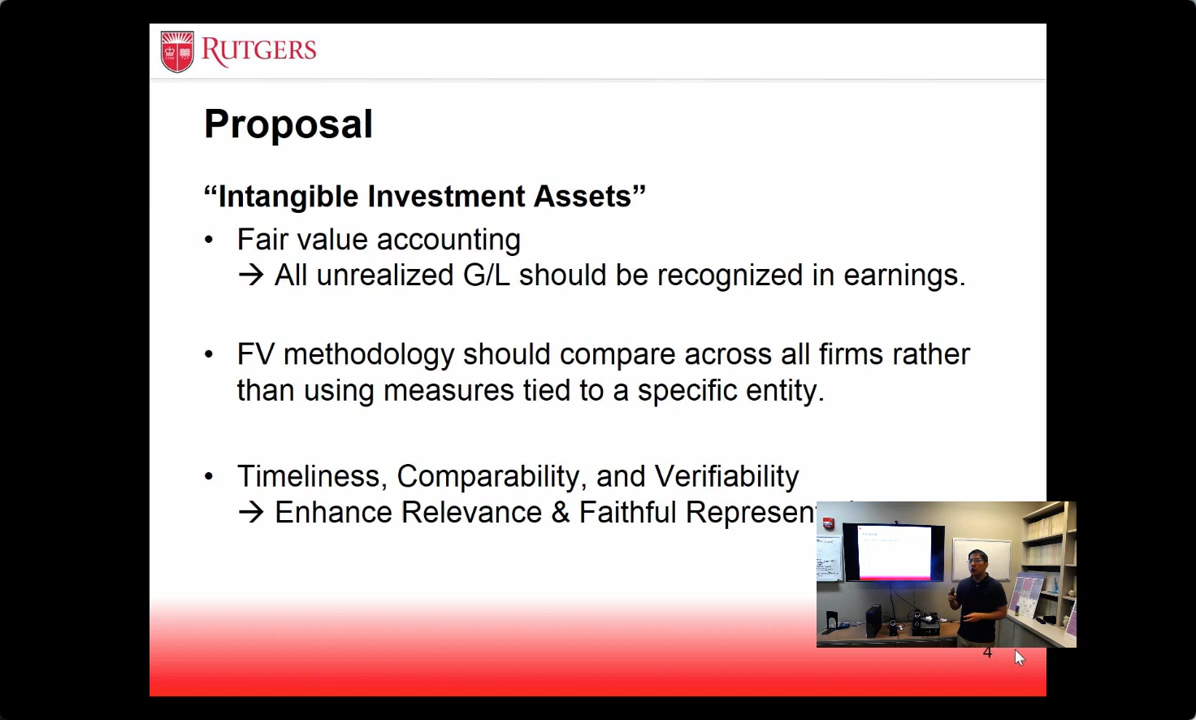 RUTGERS
Proposal
“Intangible Investment Assets”
• Fair value accounting
→ All unrealized G/L should be recognized in earnings.
• FV methodology should compare across all firms rather
than using measures tied to a specific entity.
• Timeliness, Comparability, and Verifiability
→ Enhance Relevance & Faithful
4